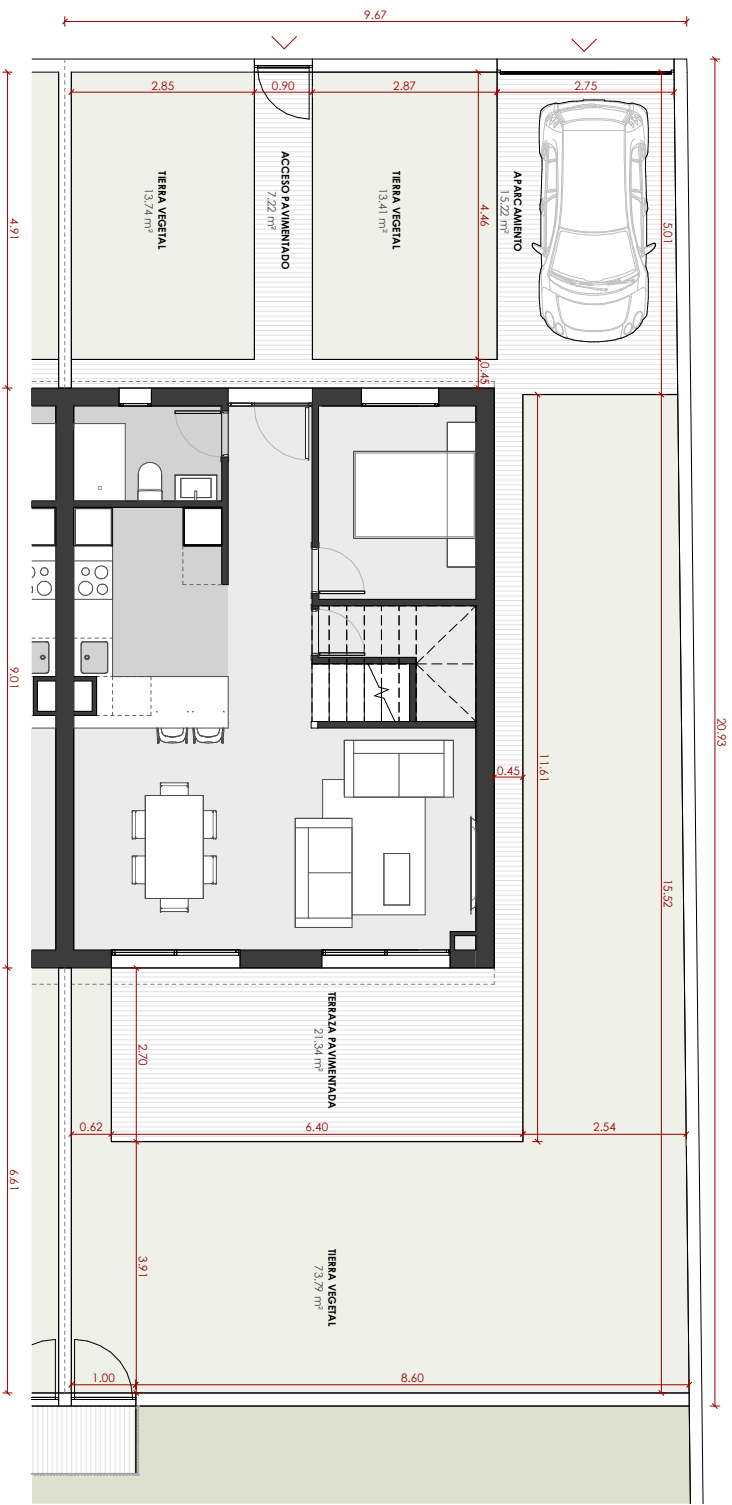 9.67
2.85
0.90
2.87
2.75
TIERRA VEGETAL
13.74 m²
ACCESO PAVIMENTADO
7.22 m²
TIERRA VEGETAL
13.41 m²
APARCAMIENTO
15.22 m²
4.91
4.46
5.01
0.45
9.01
20.93
0.45
11.61
15.52
TERRAZA PAVIMENTADA
21.34 m²
2.70
0.62
6.40
2.54
6.61
3.91
TIERRA VEGETAL
73.79 m²
1.00
8.60